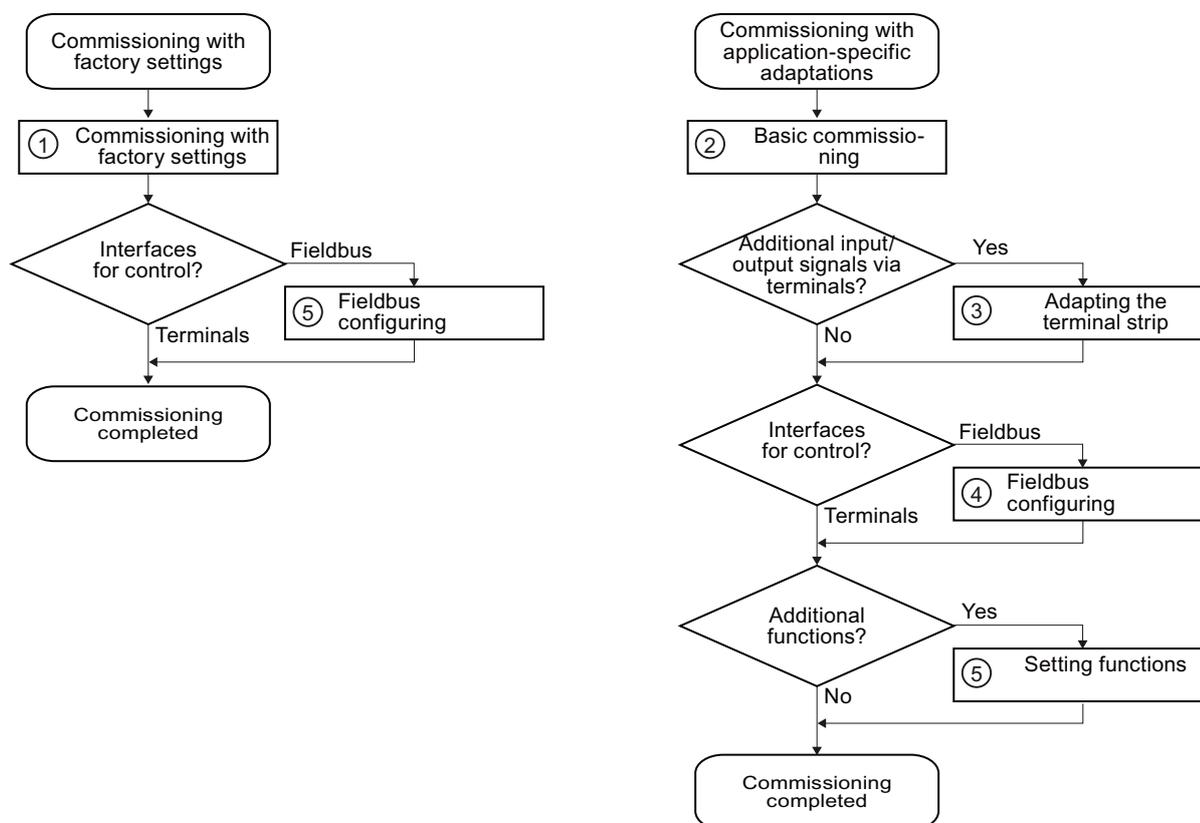 Commissioning with
factory settings
1
Commissioning with
factory settings
Interfaces
for control?
Fieldbus
5
Fieldbus
configuring
Terminals
Commissioning
completed
Commissioning with
application-specific
adaptations
2
Basic commissio-
ning
Additional input/
output signals via
terminals?
Yes
3
Adapting the
terminal strip
No
Interfaces
for control?
Fieldbus
4
Fieldbus
configuring
Terminals
Additional
functions?
Yes
5
Setting functions
No
Commissioning
completed